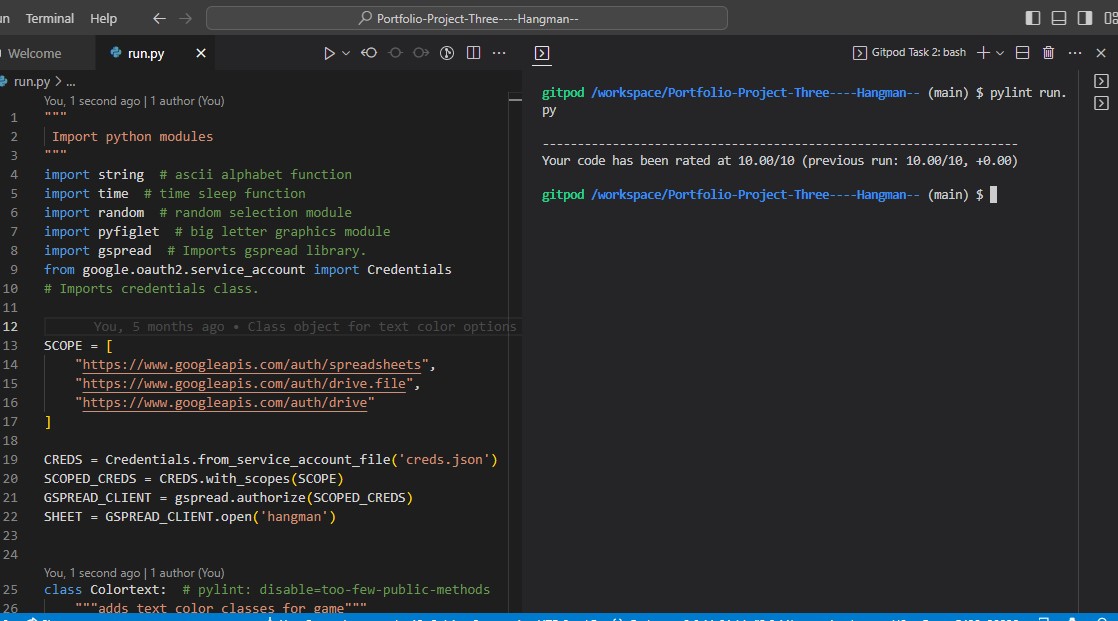 un Terminal Help Portfolio-Project-Three----Hangman--
Welcome run.py Gitpod Task 2: bash
run.py > ...
You, 1 second ago | 1 author (You)
1 """
2 Import python modules
3 """
4 import string # ascii alphabet function
5 import time # time sleep function
6 import random # random selection module
7 import pyfiglet # big letter graphics module
8 import gspread # Imports gspread library.
9 from google.oauth2.service_account import Credentials
10 # Imports credentials class.
11
12 You, 5 months ago • Class object for text color options
13 SCOPE = [
14 "https://www.googleapis.com/auth/spreadsheets",
15 "https://www.googleapis.com/auth/drive.file",
16 "https://www.googleapis.com/auth/drive"
17 ]
18
19 CREDS = Credentials.from_service_account_file('creds.json')
20 SCOPED_CREDS = CREDS.with_scopes(SCOPE)
21 GSPREAD_CLIENT = gspread.authorize(SCOPED_CREDS)
22 SHEET = GSPREAD_CLIENT.open('hangman')
23
24
You, 1 second ago | 1 author (You)
25 class Colortext: # pylint: disable=too-few-public-methods
26 """adds text color classes for game"""
gitpod /workspace/Portfolio-Project-Three----Hangman-- (main) $ pylint run.
py
--------------------------------------------------------------------
Your code has been rated at 10.00/10 (previous run: 10.00/10, +0.00)
gitpod /workspace/Portfolio-Project-Three----Hangman-- (main) $